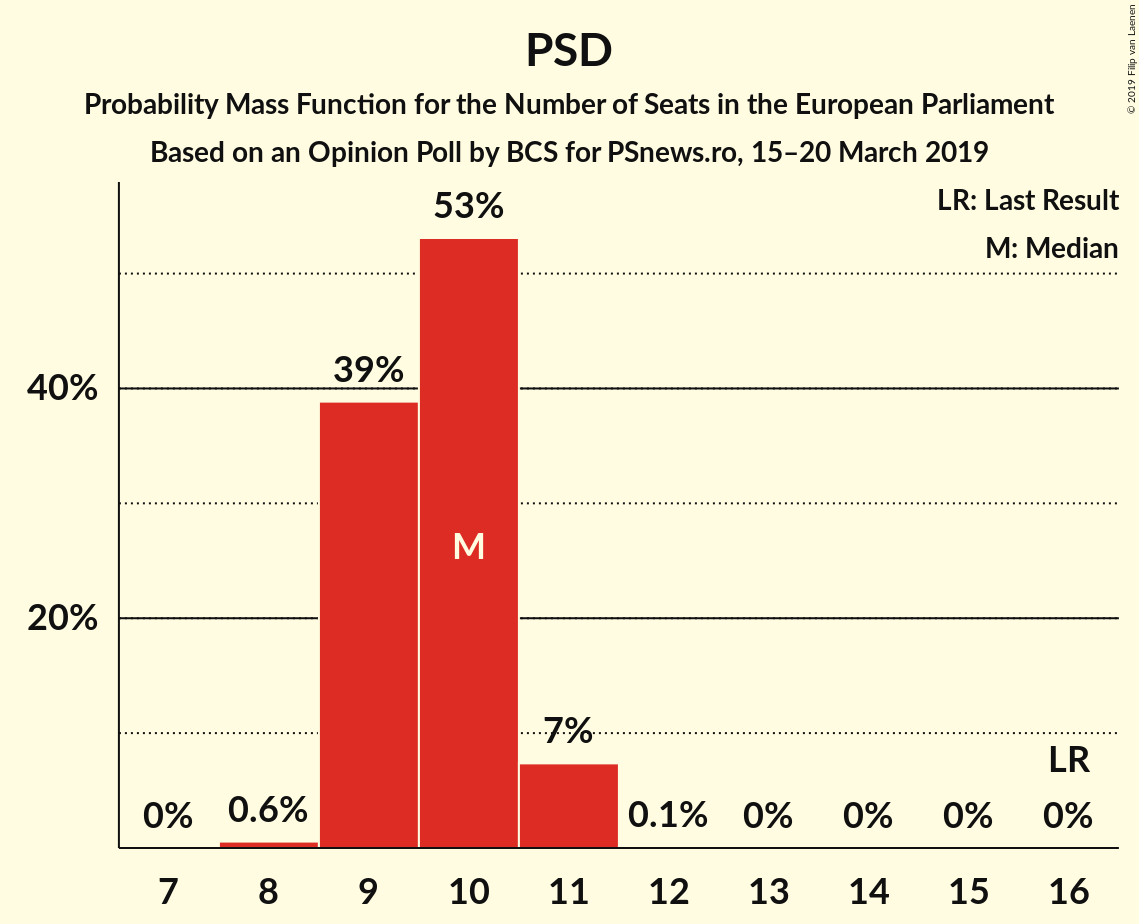 PSD
Probability Mass Function for the Number of Seats in the European Parliament
Based on an Opinion Poll by BCS for PSnews.ro, 15–20 March 2019
© 2019 Filip van Laenen
LR: Last Result
M: Median
53%
39%
40%
M
20%
7%
LR
0%
0.6%
0.1%
0%
0%
0%
0%
7
8
9
10
11
12
13
14
15
16